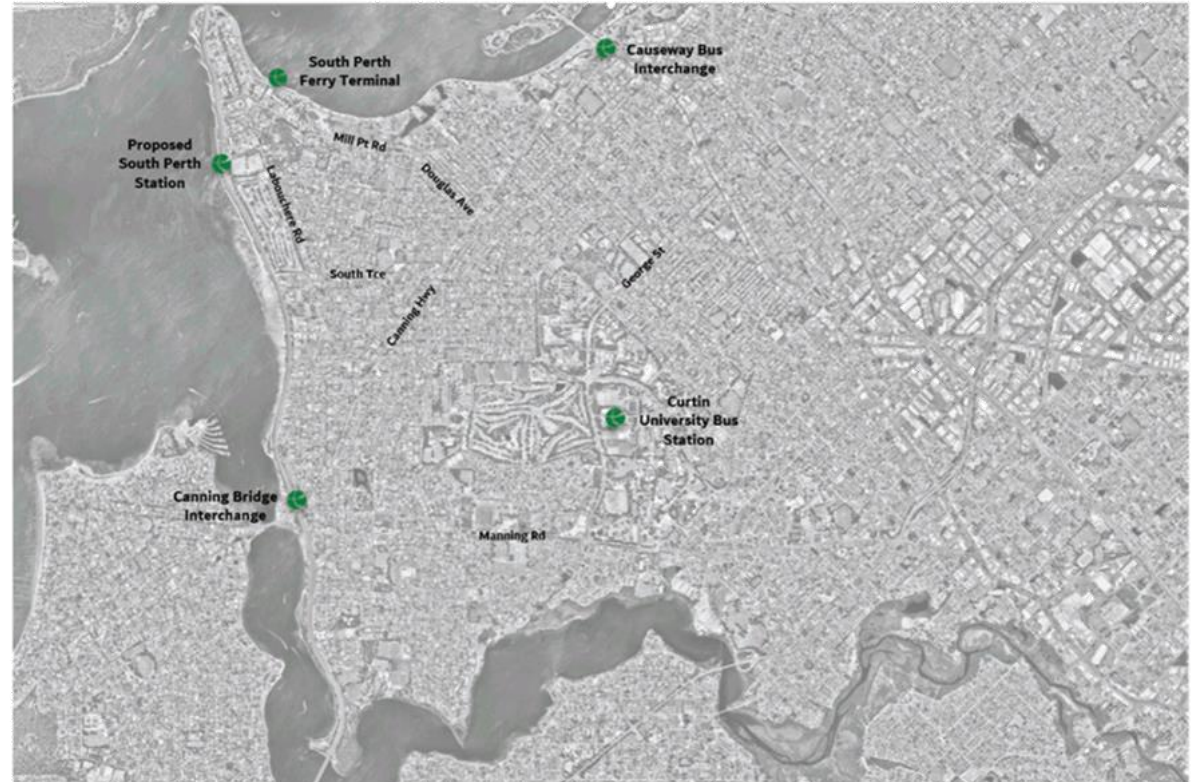 Causeway Bus
Interchange
South Perth
Ferry Terminal
Mill Pt Rd
Proposed
South Perth
Station
Labouchere Rd
Douglas Ave
South Tce
George St
Canning Hwy
Curtin
University Bus
Station
Canning Bridge
Interchange
Manning Rd